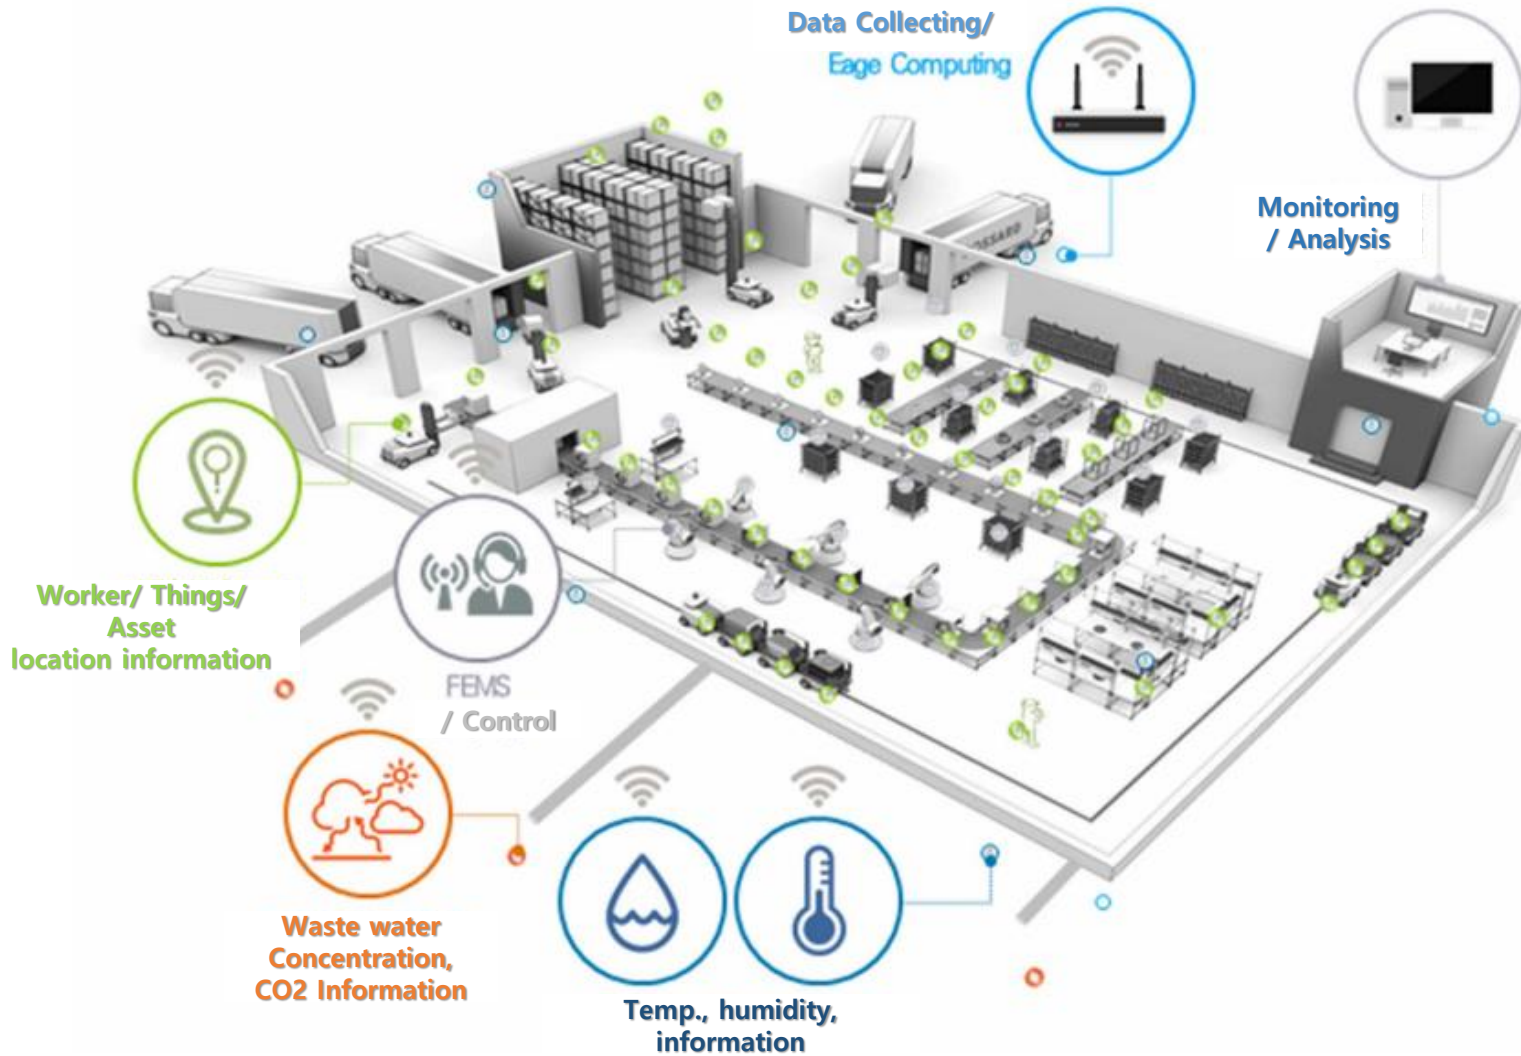 Data Collecting/
Eage Computing
Monitoring
/ Analysis
Worker/ Things/
Asset
location information
FEMS
/ Control
Waste water
Concentration,
CO2 Information
Temp., humidity,
information